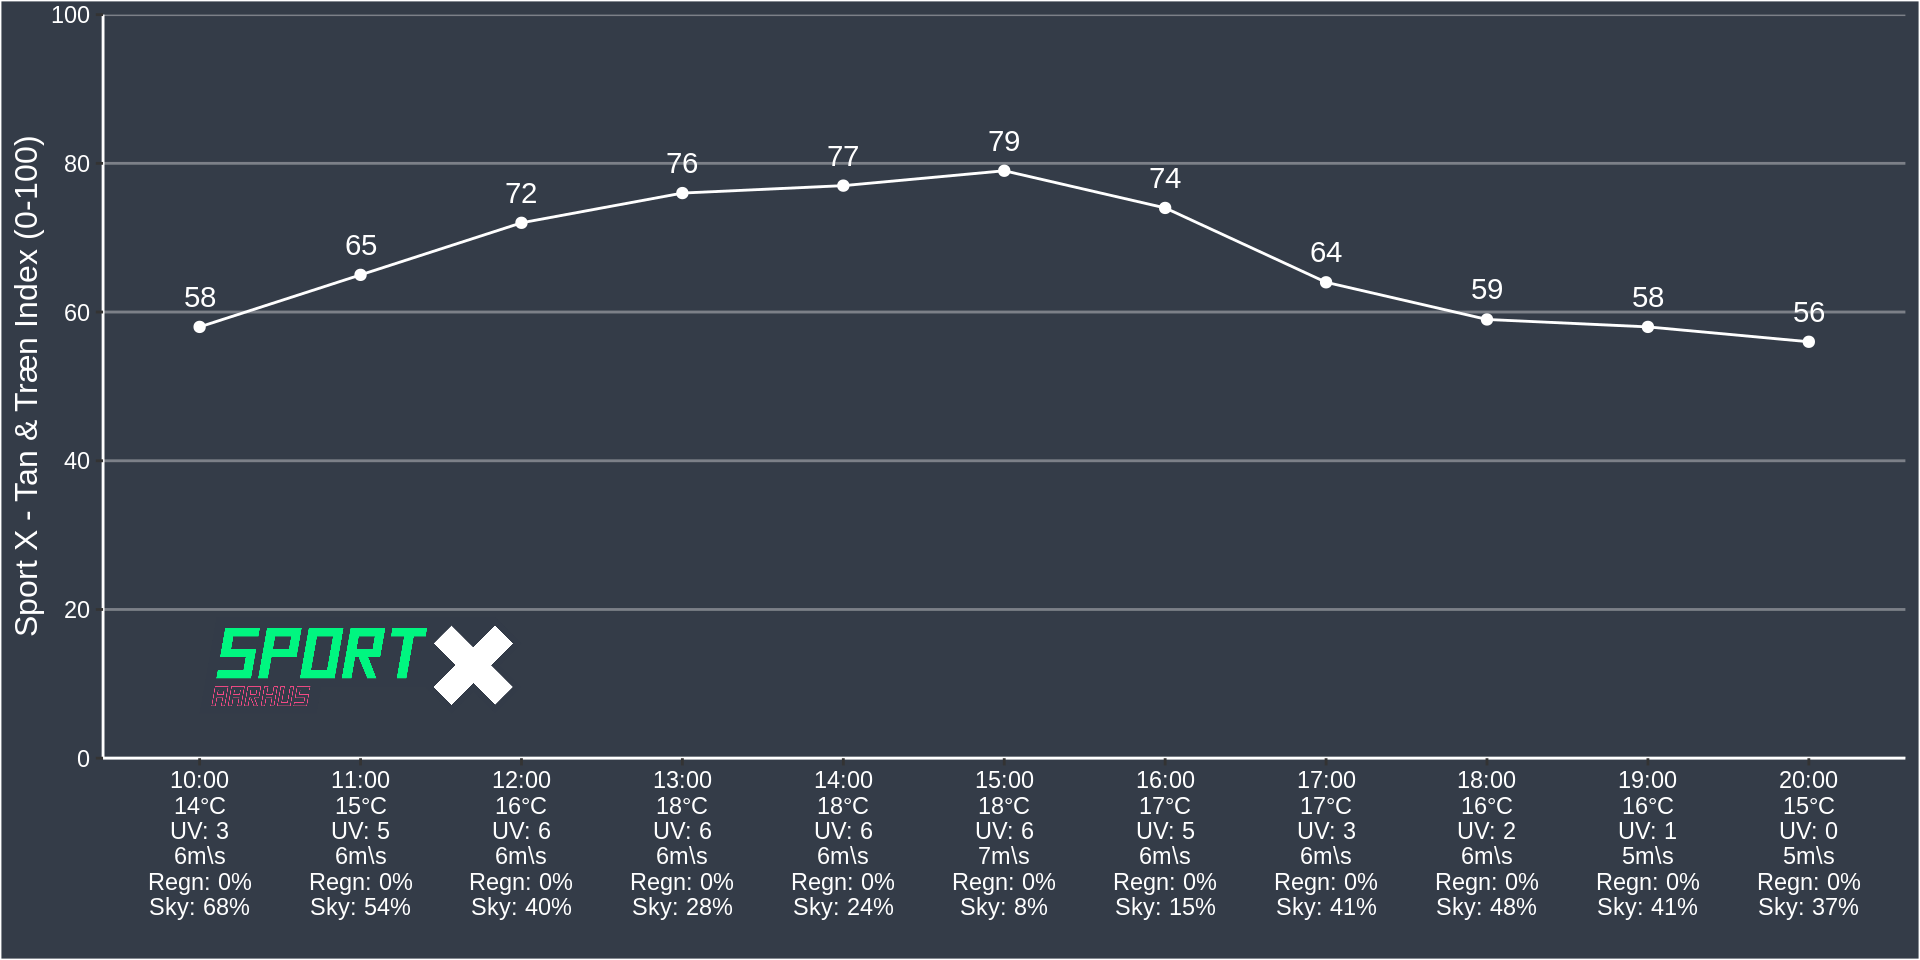 Sport X - Tan & Træn Index (0-100)
100
80
60
40
20
0
58
65
72
76
77
79
74
64
59
58
56
SPORT X
AARHUS
10:00 11:00 12:00 13:00 14:00 15:00 16:00 17:00 18:00 19:00 20:00
14°C 15°C 16°C 18°C 18°C 18°C 17°C 17°C 16°C 16°C 15°C
UV: 3 UV: 5 UV: 6 UV: 6 UV: 6 UV: 6 UV: 5 UV: 3 UV: 2 UV: 1 UV: 0
6m\s 6m\s 6m\s 6m\s 6m\s 7m\s 6m\s 6m\s 6m\s 5m\s 5m\s
Regn: 0% Regn: 0% Regn: 0% Regn: 0% Regn: 0% Regn: 0% Regn: 0% Regn: 0% Regn: 0% Regn: 0% Regn: 0%
Sky: 68% Sky: 54% Sky: 40% Sky: 28% Sky: 24% Sky: 8% Sky: 15% Sky: 41% Sky: 48% Sky: 41% Sky: 37%